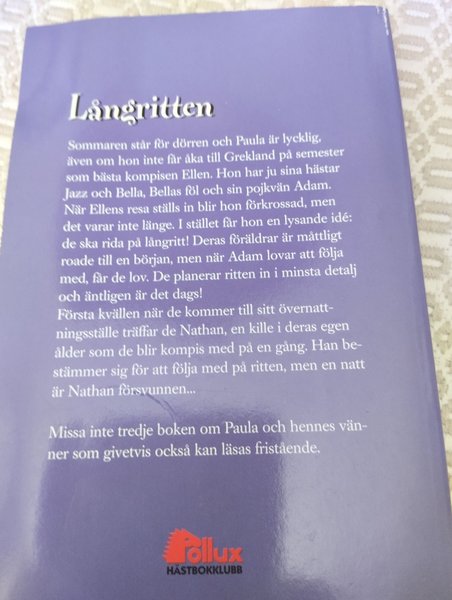 Långritten
Sommaren står för dörren och Paula är lycklig,
även om hon inte får åka till Grekland på semester
som bästa kompisen Ellen. Hon har ju sina hästar
Jazz och Bella, Bellas föl och sin pojkvän Adam.
När Ellens resa ställs in blir hon förkrossad, men
det varar inte länge. I stället får hon en lysande idé:
de ska rida på långritt! Deras föräldrar är måttligt
roade till en början, men när Adam lovar att följa
med, får de lov. De planerar ritten in i minsta detalj
och äntligen är det dags!
Första kvällen när de kommer till sitt övernatt-
ningsställe träffar de Nathan, en kille i deras egen
ålder som de blir kompis med på en gång. Han be-
stämmer sig för att följa med på ritten, men en natt
är Nathan försvunnen...
Missa inte tredje boken om Paula och hennes vän-
ner som givetvis också kan läsas fristående.
Pollux
HÄSTBOKKLUBB